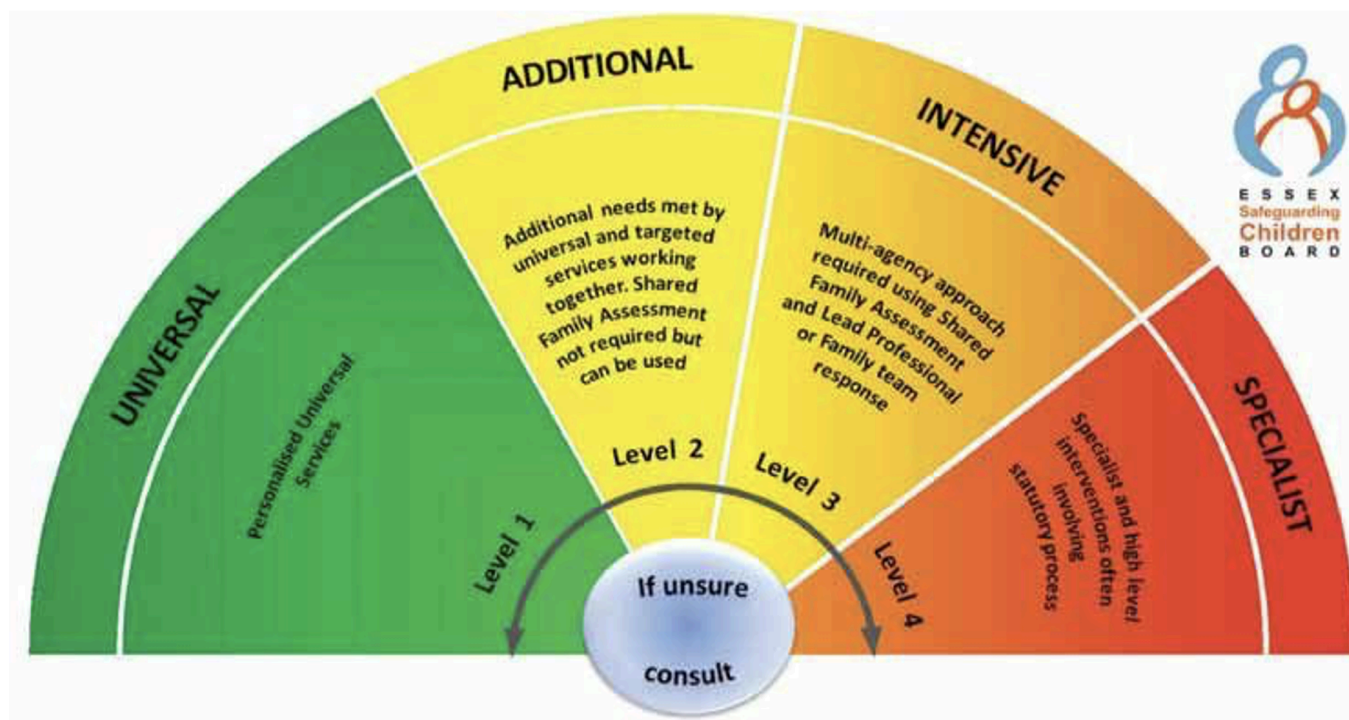 UNIVERSAL
Personalised Universal
Services
Level 1
ADDITIONAL
Additional needs met by
universal and targeted
services working
together. Shared
Family Assessment
not required but
can be used
Level 2
INTENSIVE
Multi-agency approach
required using Shared
Family Assessment
and Lead Professional
or Family team
response
Level 3
SPECIALIST
Specialist and high level
interventions often
involving
statutory process
Level 4
If unsure
consult
ESSEX
Safeguarding
Children
BOARD